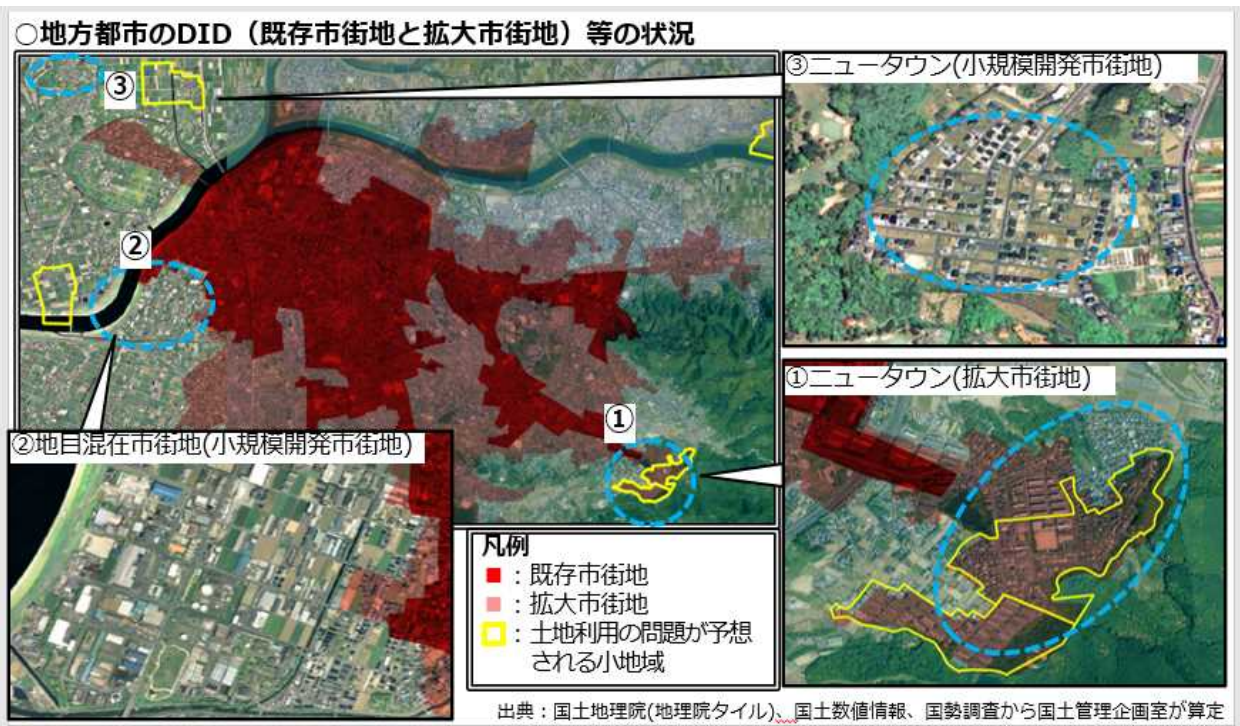 ○地方都市のDID（既存市街地と拡大市街地）等の状況
③
②
①
③ニュータウン(小規模開発市街地)
①ニュータウン(拡大市街地)
②地目混在市街地(小規模開発市街地)
凡例
：既存市街地
：拡大市街地
：土地利用の問題が予想
される小地域
出典：国土地理院(地理院タイル)、国土数値情報、国勢調査から国土管理企画室が算定